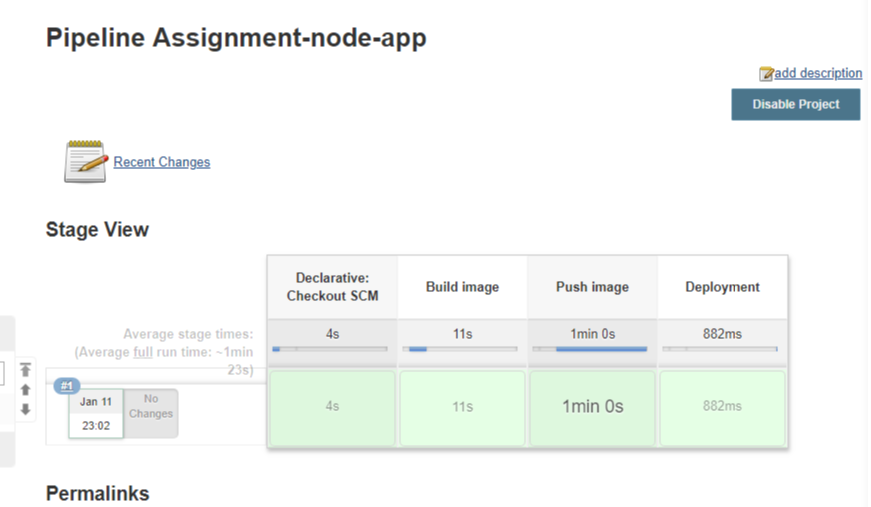 Pipeline Assignment-node-app
add description
Disable Project
Recent Changes
Stage View
Declarative:
Checkout SCM
Build image
Push image
Deployment
Average stage times:
(Average full run time: ~1min
23s)
4s
11s
1min 0s
882ms
#1
Jan 11
23:02
No
Changes
4s
11s
1min 0s
882ms
Permalinks